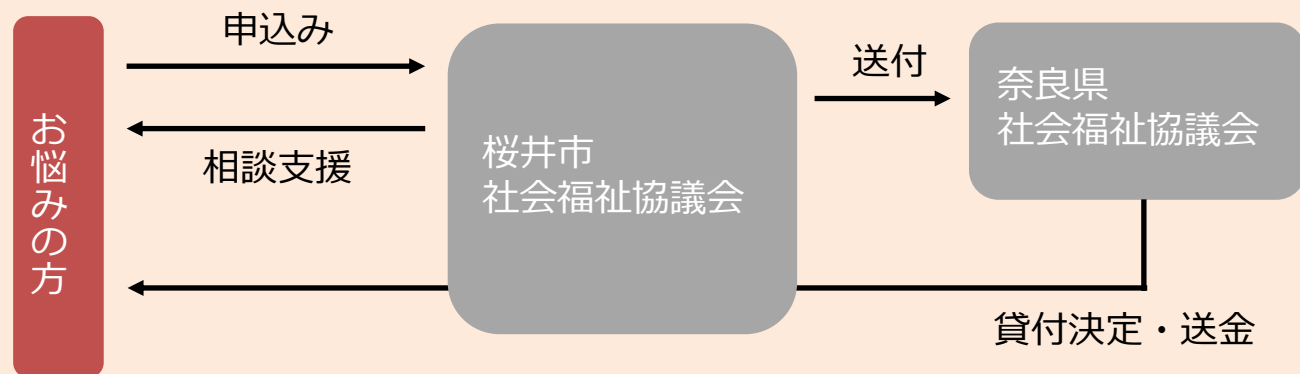 お悩みの方
申込み
相談支援
桜井市
社会福祉協議会
送付
奈良県
社会福祉協議会
貸付決定・送金